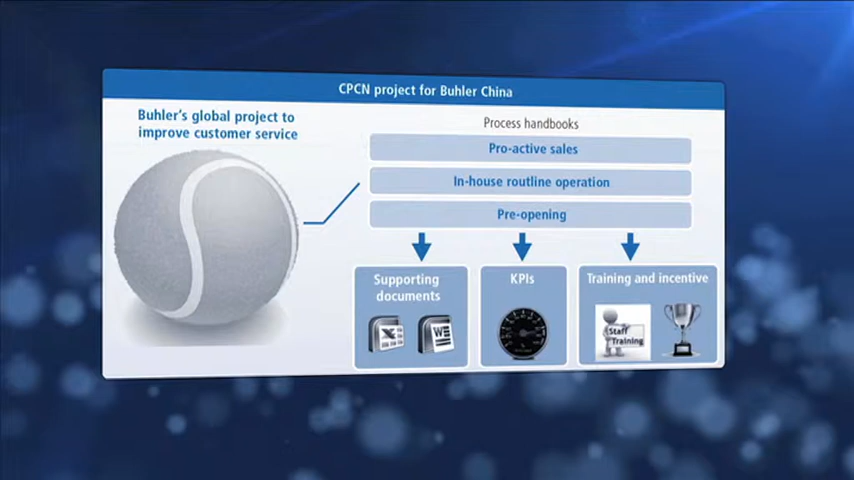 CPCN project for Buhler China
Buhler's global project to
improve customer service
Process handbooks
Pro-active sales
In-house routline operation
Pre-opening
Supporting
documents
KPIs
Training and incentive
Staff
Training